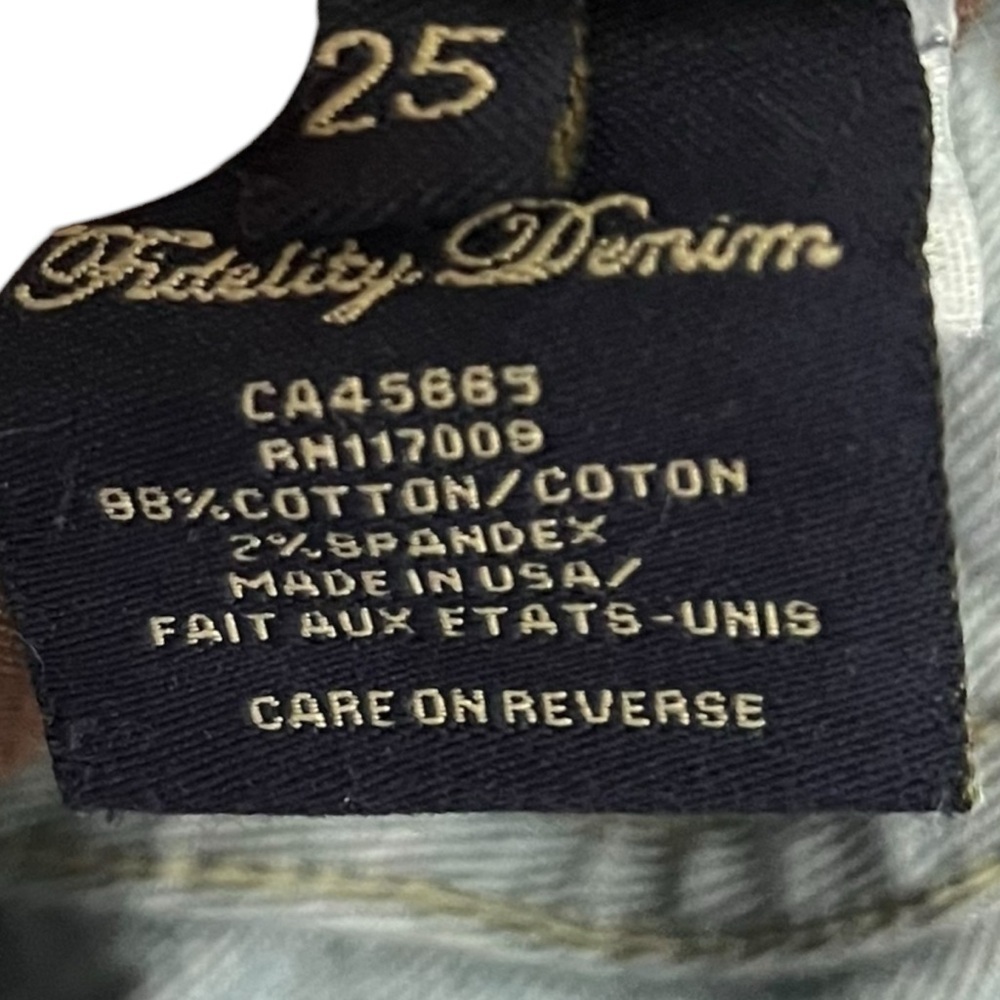 25
Fidelity Denim
CA45665
RN117009
98%COTTON/COTON
2%SPANDEX
MADE IN USA/
FAIT AUX ETATS-UNIS
CARE ON REVERSE